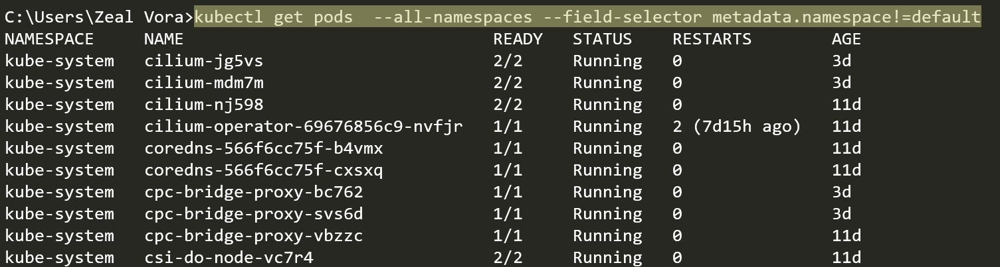 C:\Users\Zeal Vora>kubectl get pods  --all-namespaces --field-selector metadata.namespace!=default
NAMESPACE     NAME                               READY   STATUS    RESTARTS        AGE
kube-system   cilium-jg5vs                       2/2     Running   0               3d
kube-system   cilium-mdm7m                       2/2     Running   0               3d
kube-system   cilium-nj598                       2/2     Running   0               11d
kube-system   cilium-operator-69676856c9-nvfjr   1/1     Running   2 (7d15h ago)   11d
kube-system   coredns-566f6cc75f-b4vmx           1/1     Running   0               11d
kube-system   coredns-566f6cc75f-cxsxq           1/1     Running   0               11d
kube-system   cpc-bridge-proxy-bc762             1/1     Running   0               3d
kube-system   cpc-bridge-proxy-svs6d             1/1     Running   0               3d
kube-system   cpc-bridge-proxy-vbzzc             1/1     Running   0               11d
kube-system   csi-do-node-vc7r4                  2/2     Running   0               11d